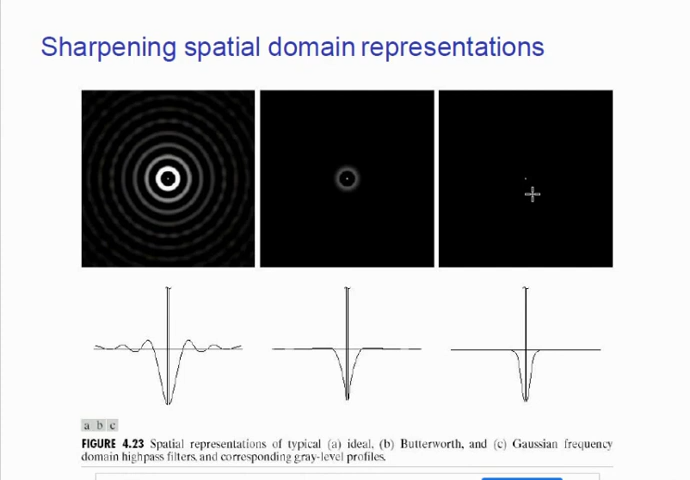 Sharpening spatial domain representations
a b c
FIGURE 4.23 Spatial representations of typical (a) ideal, (b) Butterworth, and (c) Gaussian frequency
domain highpass filters, and corresponding gray-level profiles.